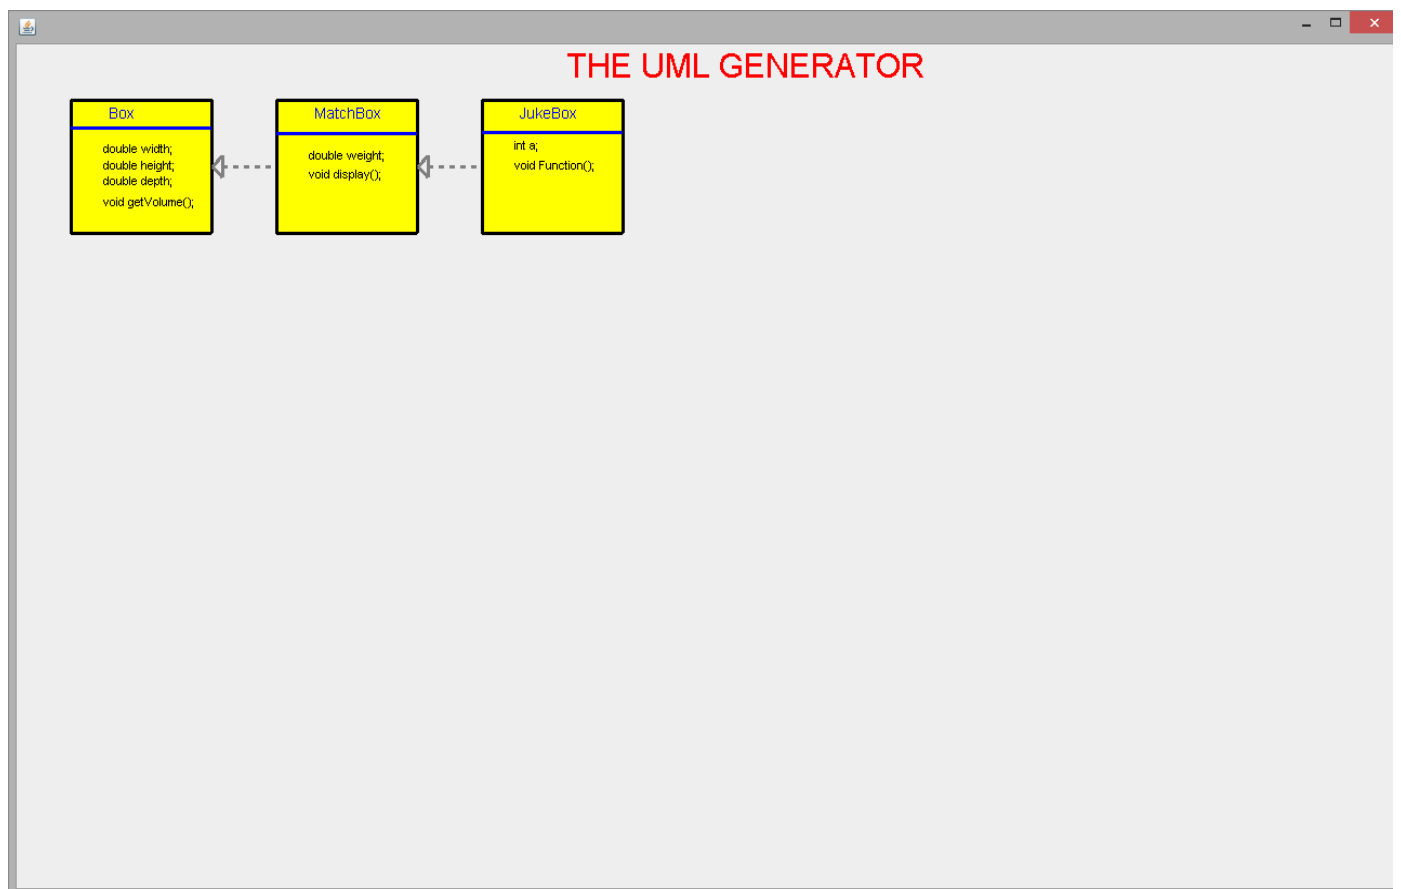 THE UML GENERATOR
Box
double width;
double height;
double depth;
void getVolume();
MatchBox
double weight;
void display();
JukeBox
int a;
void Function();